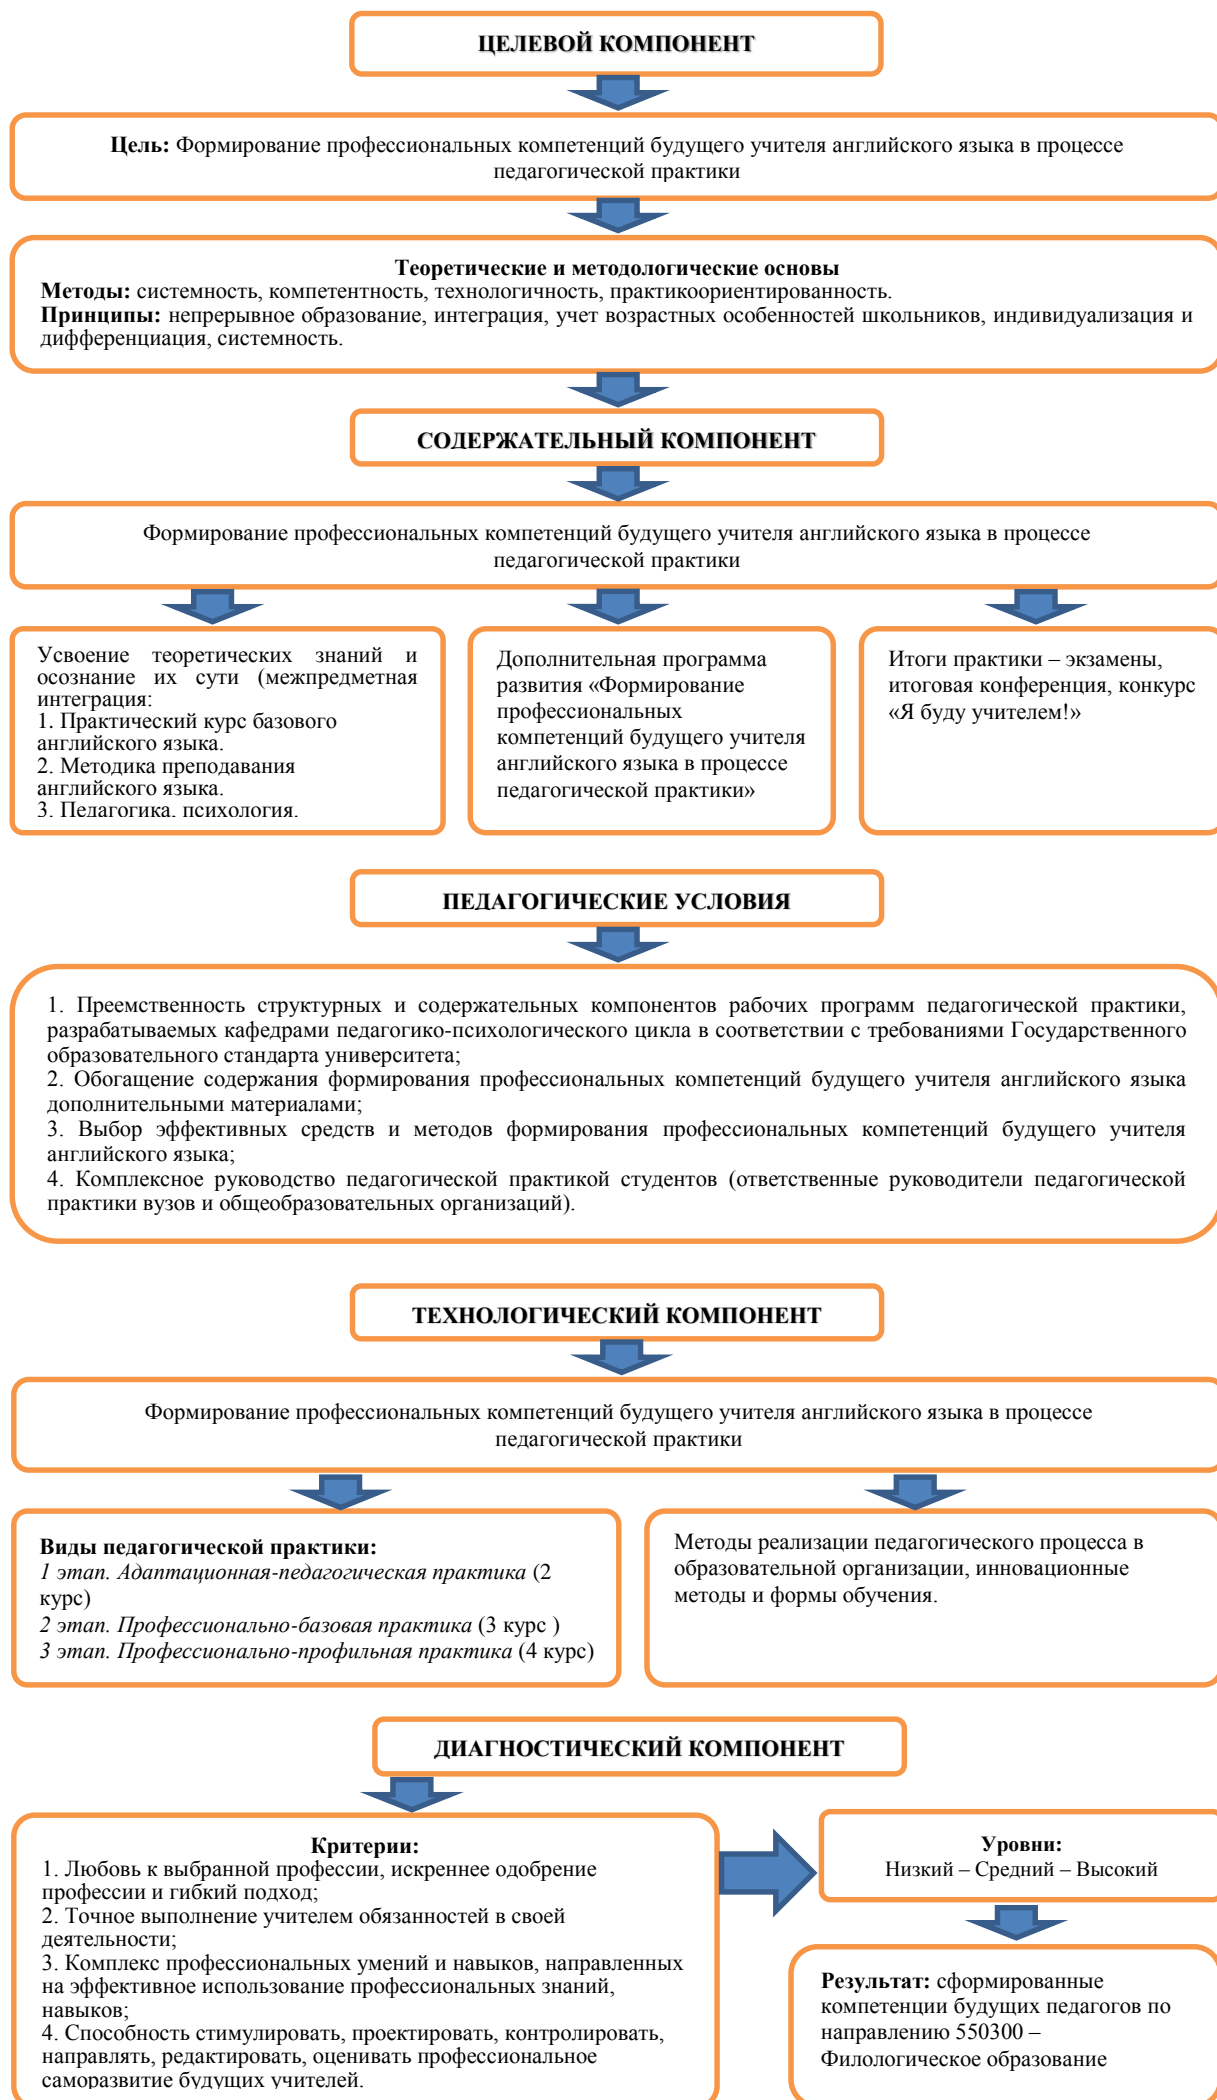 ЦЕЛЕВОЙ КОМПОНЕНТ
Цель: Формирование профессиональных компетенций будущего учителя английского языка в процессе
педагогической практики
Теоретические и методологические основы
Методы: системность, компетентность, технологичность, практикоориентированность.
Принципы: непрерывное образование, интеграция, учет возрастных особенностей школьников, индивидуализация и
дифференциация, системность.
СОДЕРЖАТЕЛЬНЫЙ КОМПОНЕНТ
Формирование профессиональных компетенций будущего учителя английского языка в процессе
педагогической практики
Усвоение теоретических знаний и
осознание их сути (межпредметная
интеграция:
1. Практический курс базового
английского языка.
2. Методика преподавания
английского языка.
3. Педагогика, психология.
Дополнительная программа
развития «Формирование
профессиональных
компетенций будущего учителя
английского языка в процессе
педагогической практики»
Итоги практики – экзамены,
итоговая конференция, конкурс
«Я буду учителем!»
ПЕДАГОГИЧЕСКИЕ УСЛОВИЯ
1. Преемственность структурных и содержательных компонентов рабочих программ педагогической практики,
разрабатываемых кафедрами педагогико-психологического цикла в соответствии с требованиями Государственного
образовательного стандарта университета;
2. Обогащение содержания формирования профессиональных компетенций будущего учителя английского языка
дополнительными материалами;
3. Выбор эффективных средств и методов формирования профессиональных компетенций будущего учителя
английского языка;
4. Комплексное руководство педагогической практикой студентов (ответственные руководители педагогической
практики вузов и общеобразовательных организаций).
ТЕХНОЛОГИЧЕСКИЙ КОМПОНЕНТ
Формирование профессиональных компетенций будущего учителя английского языка в процессе
педагогической практики
Виды педагогической практики:
1 этап. Адаптационная-педагогическая практика (2
курс)
2 этап. Профессионально-базовая практика (3 курс )
3 этап. Профессионально-профильная практика (4 курс)
Методы реализации педагогического процесса в
образовательной организации, инновационные
методы и формы обучения.
ДИАГНОСТИЧЕСКИЙ КОМПОНЕНТ
Критерии:
1. Любовь к выбранной профессии, искреннее одобрение
профессии и гибкий подход;
2. Точное выполнение учителем обязанностей в своей
деятельности;
3. Комплекс профессиональных умений и навыков, направленных
на эффективное использование профессиональных знаний,
навыков;
4. Способность стимулировать, проектировать, контролировать,
направлять, редактировать, оценивать профессиональное
саморазвитие будущих учителей.
Уровни:
Низкий – Средний – Высокий
Результат: сформированные
компетенции будущих педагогов по
направлению 550300 –
Филологическое образование